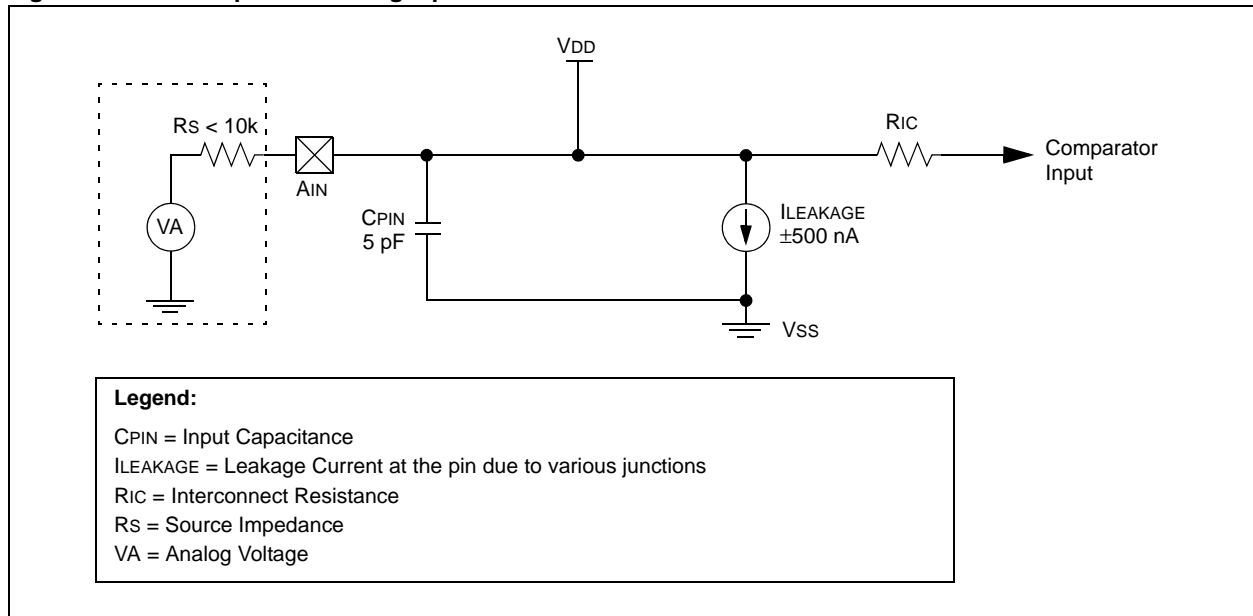 VDD
RS < 10k
RIC
Comparator
Input
AIN
CPIN
5 pF
ILEAKAGE
±500 nA
VA
VSS
Legend:
CPIN = Input Capacitance
ILEAKAGE = Leakage Current at the pin due to various junctions
RIC = Interconnect Resistance
RS = Source Impedance
VA = Analog Voltage